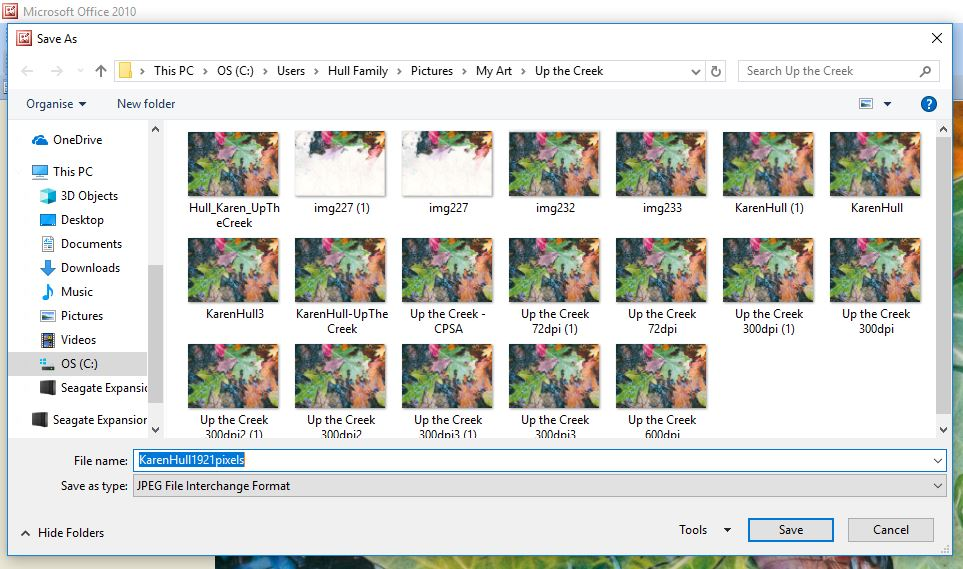 Microsoft Office 2010
Save As
This PC > OS (C:) > Users > Hull Family > Pictures > My Art > Up the Creek
Search Up the Creek
Organise
New folder
?
OneDrive
This PC
3D Objects
Desktop
Documents
Downloads
Music
Pictures
Videos
OS (C:)
Seagate Expansio
Seagate Expansion
Hull_Karen_UpTh
eCreek
img227 (1)
img227
img232
img233
KarenHull (1)
KarenHull
KarenHull3
KarenHull-UpThe
Creek
Up the Creek -
CPSA
Up the Creek
72dpi (1)
Up the Creek
72dpi
Up the Creek
300dpi (1)
Up the Creek
300dpi
Up the Creek
300dpi2 (1)
Up the Creek
300dpi2
Up the Creek
300dpi3 (1)
Up the Creek
300dpi3
Up the Creek
600dpi
File name: KarenHull1921pixels
Save as type: JPEG File Interchange Format
Hide Folders
Tools
Save
Cancel